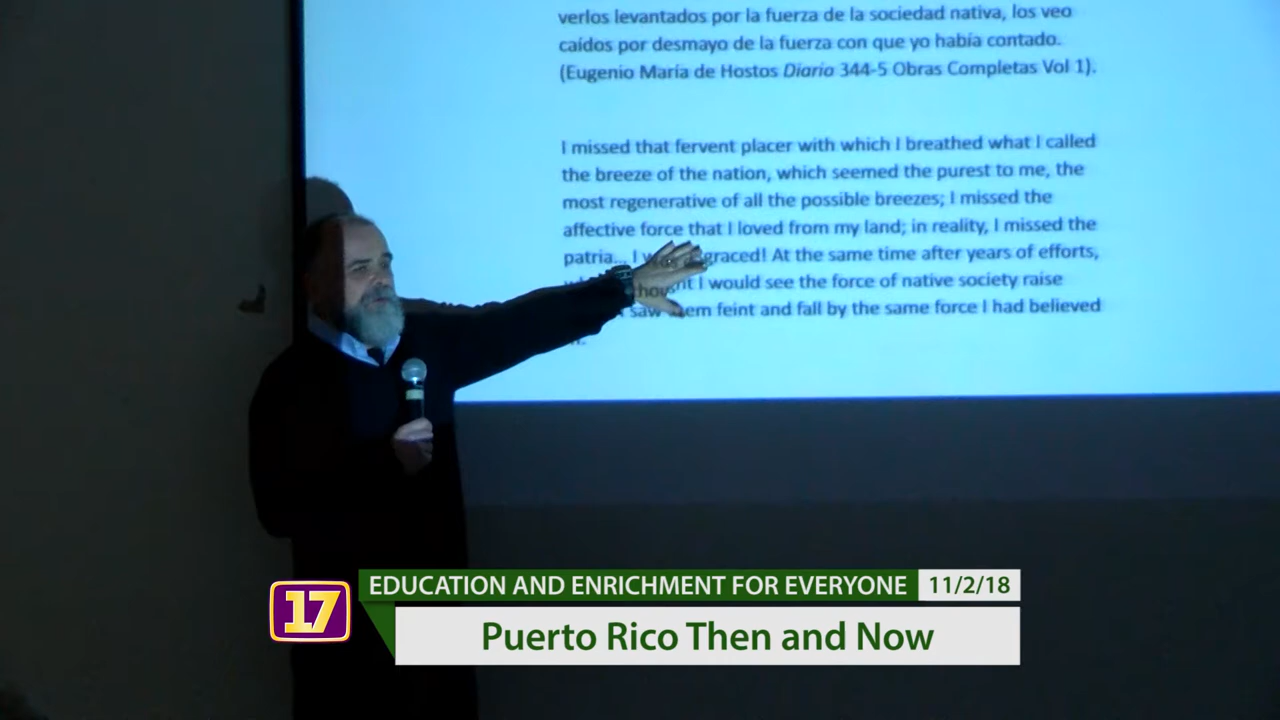 verlos levantados por la fuerza de la sociedad nativa, los veo
caídos por desmayo de la fuerza con que yo había contado.
(Eugenio María de Hostos Diario 344-5 Obras Completas Vol 1).
I missed that fervent placer with which I breathed what I called
the breeze of the nation, which seemed the purest to me, the
most regenerative of all the possible breezes; I missed the
affective force that I loved from my land; in reality, I missed the
patria... I graced! At the same time after years of efforts,
I would see the force of native society raise
saw feint and fall by the same force I had believed
17
EDUCATION AND ENRICHMENT FOR EVERYONE 11/2/18
Puerto Rico Then and Now